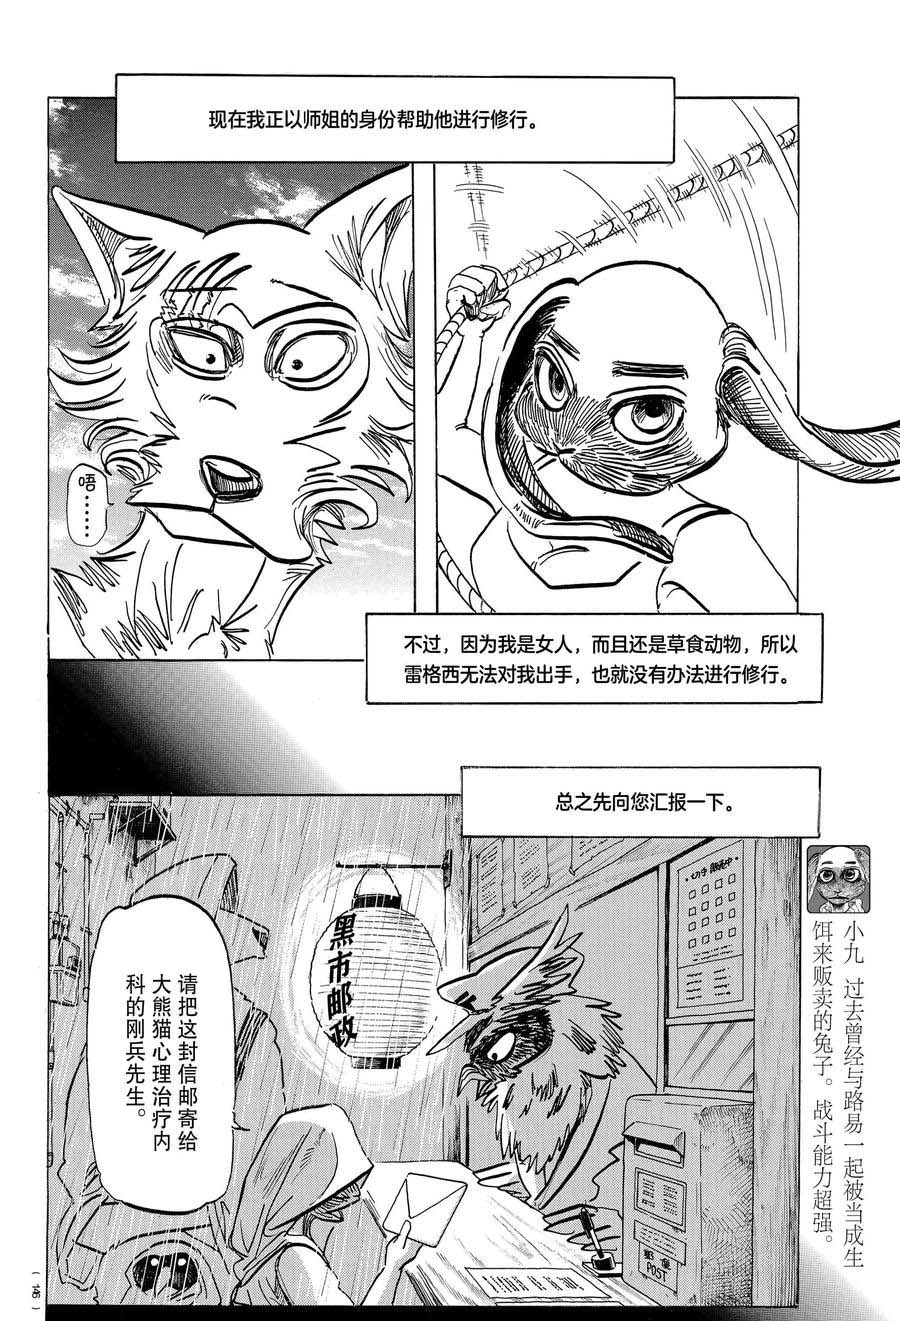 现在我正以师姐的身份帮助他进行修行。
唔……
不过，因为我是女人，而且还是草食动物，所以
雷格西无法对我出手，也就没有办法进行修行。
总之先向您汇报一下。
切手 販売中
黑市邮政
请把这封信邮寄给
大熊猫心理治疗内
科的刚兵先生。
POST
小九 过去曾经与路易一起被当成生
饵来贩卖的兔子。战斗能力超强。
146